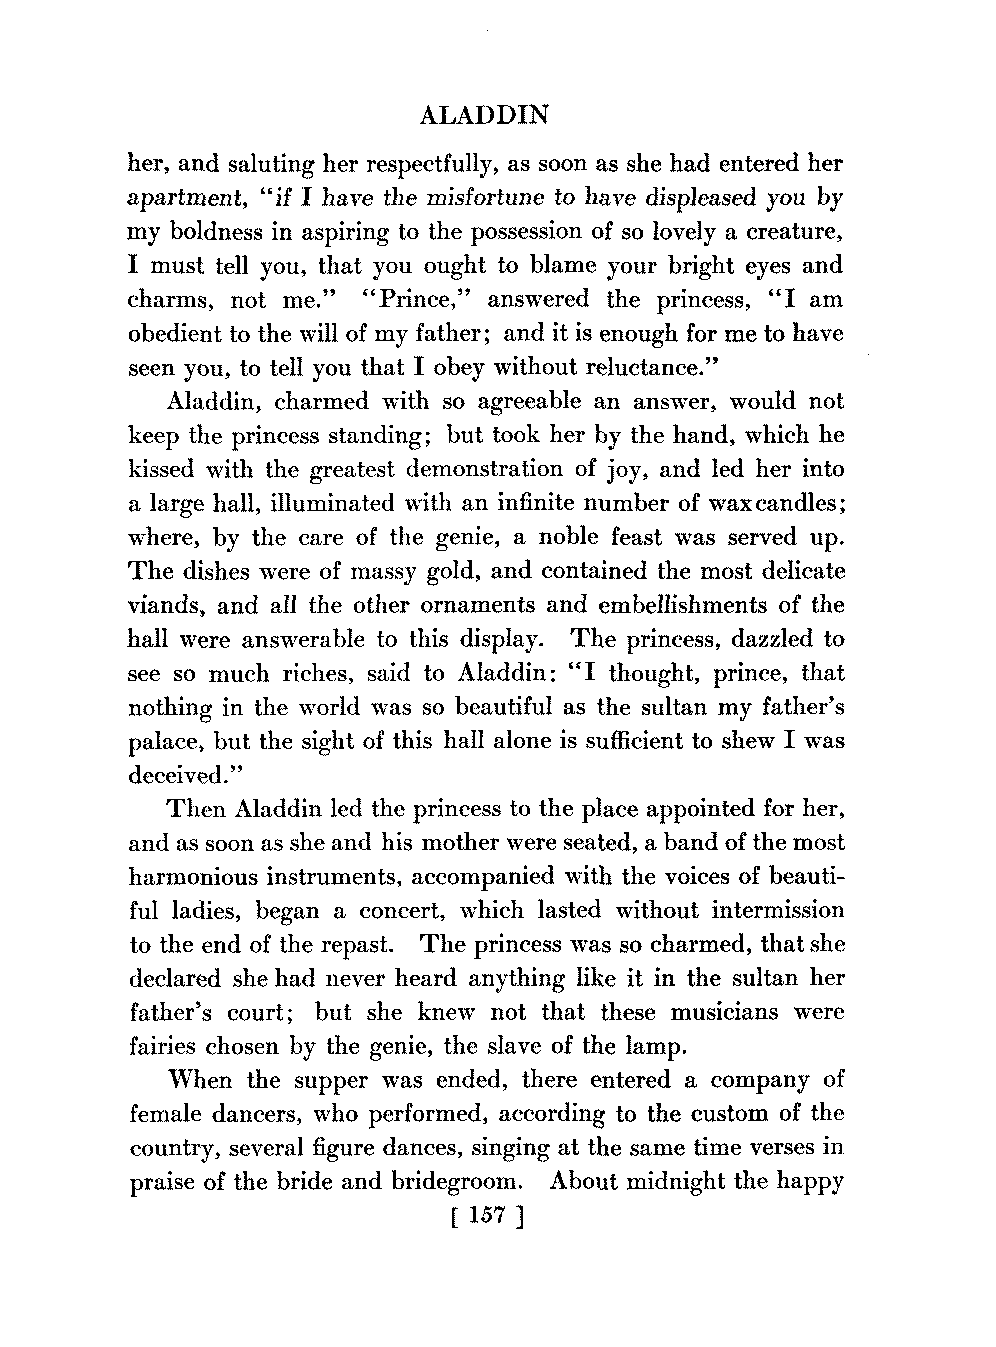 ALADDIN
her, and saluting her respectfully, as soon as she had entered her
apartment, “if I have the misfortune to have displeased you by
my boldness in aspiring to the possession of so lovely a creature,
I must tell you, that you ought to blame your bright eyes and
charms, not me.” “Prince,” answered the princess, “I am
obedient to the will of my father; and it is enough for me to have
seen you, to tell you that I obey without reluctance.”
Aladdin, charmed with so agreeable an answer, would not
keep the princess standing; but took her by the hand, which he
kissed with the greatest demonstration of joy, and led her into
a large hall, illuminated with an infinite number of waxcandles;
where, by the care of the genie, a noble feast was served up.
The dishes were of massy gold, and contained the most delicate
viands, and all the other ornaments and embellishments of the
hall were answerable to this display. The princess, dazzled to
see so much riches, said to Aladdin: “I thought, prince, that
nothing in the world was so beautiful as the sultan my father’s
palace, but the sight of this hall alone is sufficient to shew I was
deceived.”
Then Aladdin led the princess to the place appointed for her,
and as soon as she and his mother were seated, a band of the most
harmonious instruments, accompanied with the voices of beauti-
ful ladies, began a concert, which lasted without intermission
to the end of the repast. The princess was so charmed, that she
declared she had never heard anything like it in the sultan her
father’s court; but she knew not that these musicians were
fairies chosen by the genie, the slave of the lamp.
When the supper was ended, there entered a company of
female dancers, who performed, according to the custom of the
country, several figure dances, singing at the same time verses in
praise of the bride and bridegroom. About midnight the happy
[ 157 ]